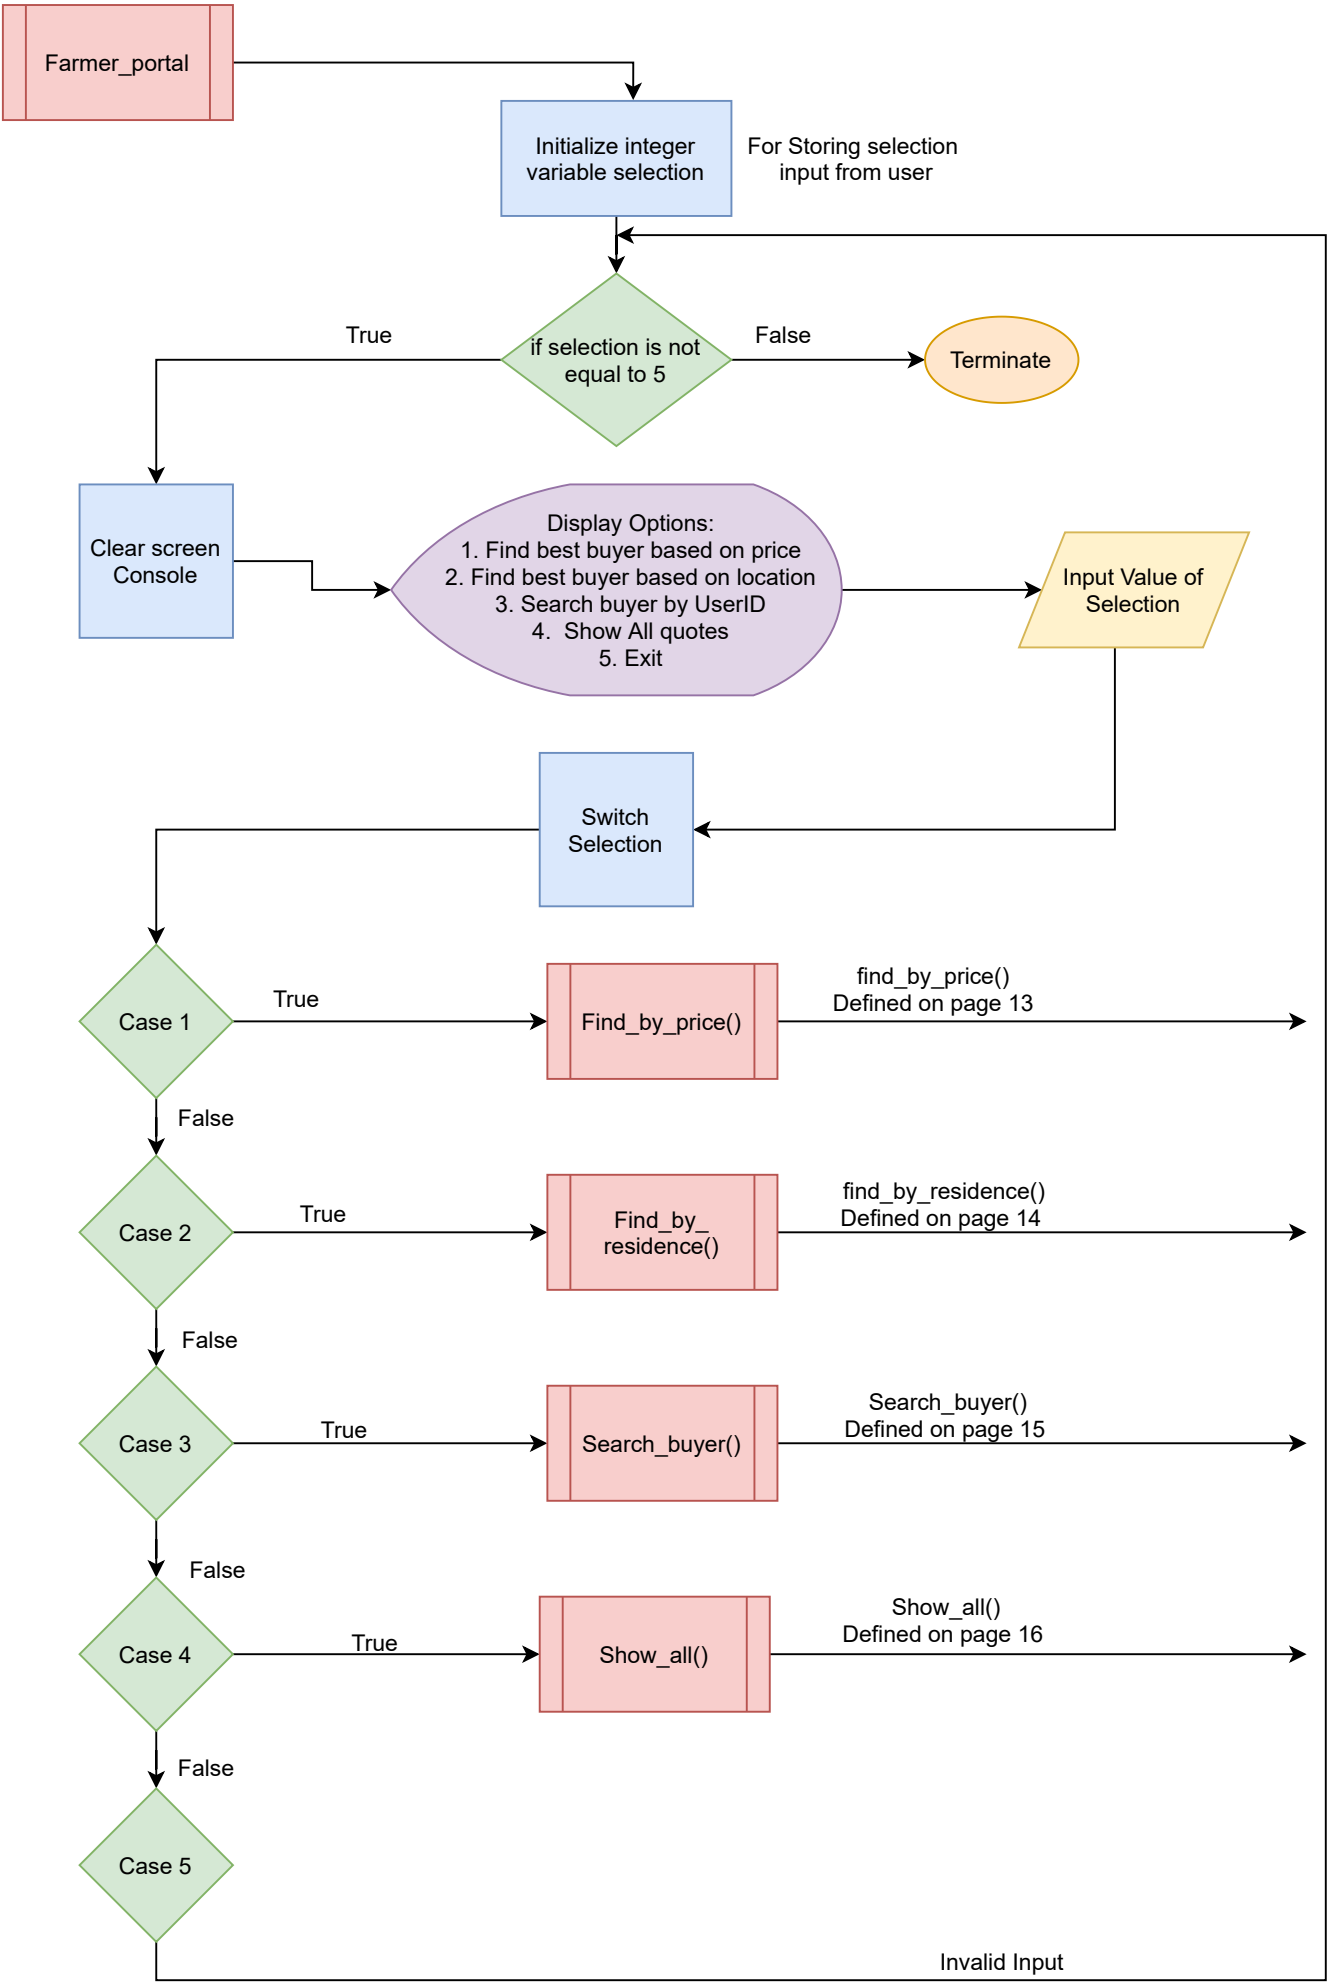 Farmer_portal
Initialize integer
variable selection
For Storing selection
input from user
if selection is not
equal to 5
True
False
Terminate
Clear screen
Console
Display Options:
1. Find best buyer based on price
2. Find best buyer based on location
3. Search buyer by UserID
4. Show All quotes
5. Exit
Input Value of
Selection
Switch
Selection
Case 1
True
Find_by_price()
find_by_price()
Defined on page 13
False
Case 2
True
Find_by_
residence()
find_by_residence()
Defined on page 14
False
Case 3
True
Search_buyer()
Search_buyer()
Defined on page 15
False
Case 4
True
Show_all()
Show_all()
Defined on page 16
False
Case 5
Invalid Input